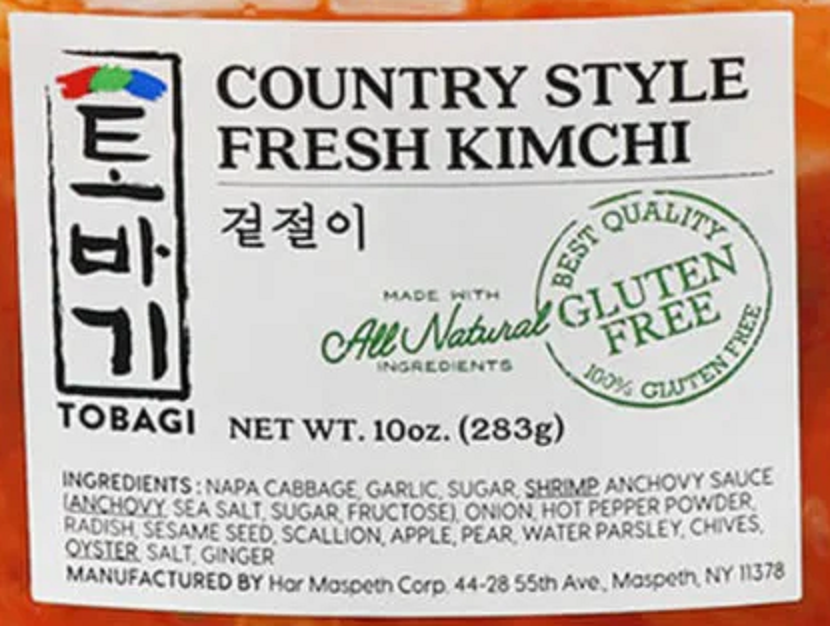 토마기
TOBAGI
COUNTRY STYLE
FRESH KIMCHI
겉절이
MADE WITH
All Natural
INGREDIENTS
BEST QUALITY
GLUTEN
FREE
100% GLUTEN FREE
NET WT. 10oz. (283g)
INGREDIENTS : NAPA CABBAGE, GARLIC, SUGAR, SHRIMP, ANCHOVY SAUCE
(ANCHOVY, SEA SALT, SUGAR, FRUCTOSE), ONION, HOT PEPPER POWDER,
RADISH, SESAME SEED, SCALLION, APPLE, PEAR, WATER PARSLEY, CHIVES,
OYSTER, SALT, GINGER
MANUFACTURED BY Har Maspeth Corp. 44-28 55th Ave., Maspeth, NY 11378